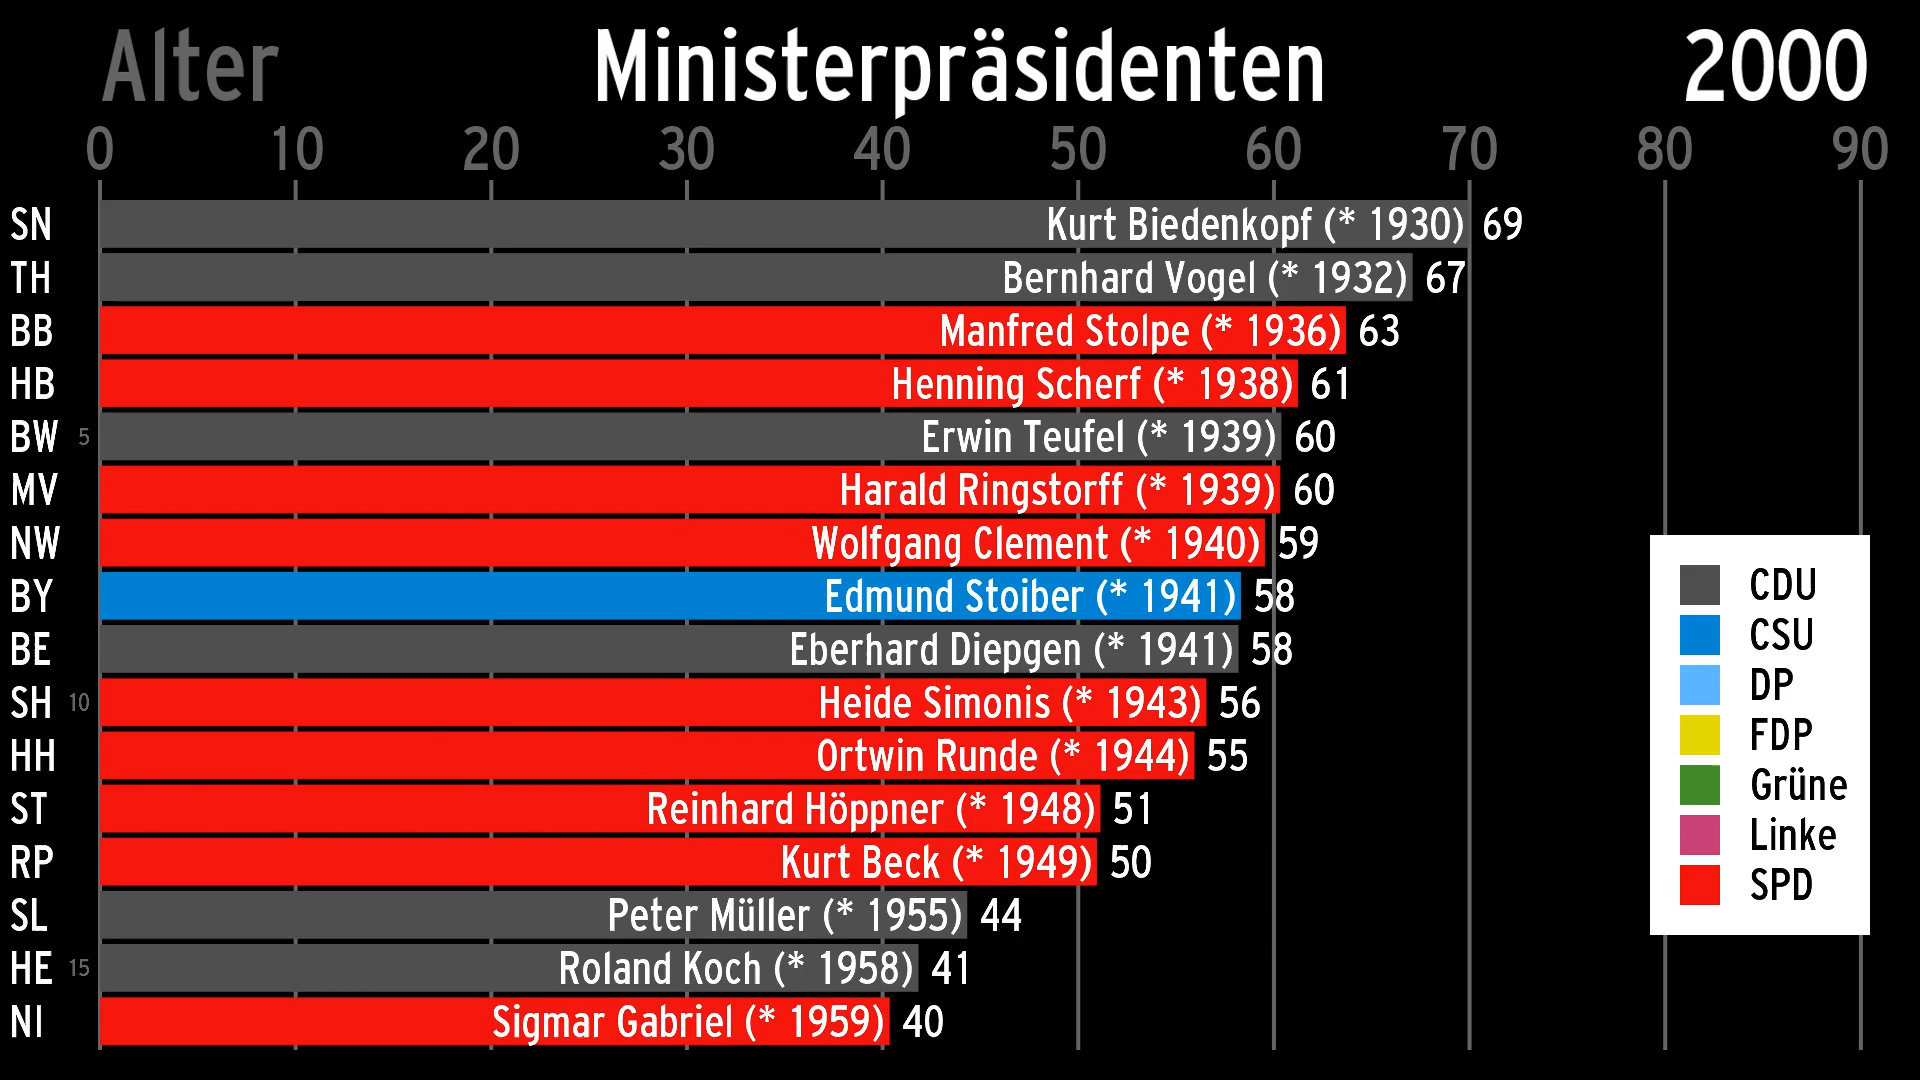 Alter Ministerpräsidenten 2000
0 10 20 30 40 50 60 70 80 90
SN Kurt Biedenkopf (* 1930) 69
TH Bernhard Vogel (* 1932) 67
BB Manfred Stolpe (* 1936) 63
HB Henning Scherf (* 1938) 61
BW 5 Erwin Teufel (* 1939) 60
MV Harald Ringstorff (* 1939) 60
NW Wolfgang Clement (* 1940) 59
BY Edmund Stoiber (* 1941) 58
BE Eberhard Diepgen (* 1941) 58
SH 10 Heide Simonis (* 1943) 56
HH Ortwin Runde (* 1944) 55
ST Reinhard Höppner (* 1948) 51
RP Kurt Beck (* 1949) 50
SL Peter Müller (* 1955) 44
HE 15 Roland Koch (* 1958) 41
NI Sigmar Gabriel (* 1959) 40
CDU
CSU
DP
FDP
Grüne
Linke
SPD